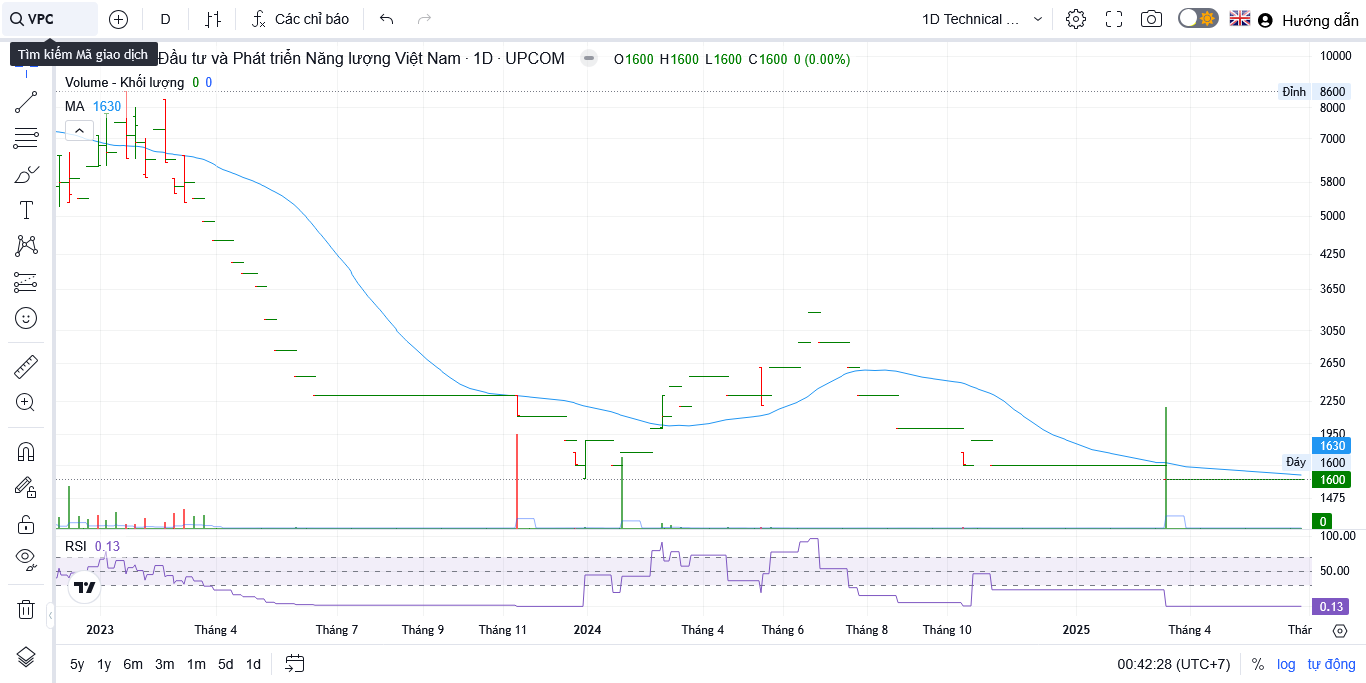 VPC D Các chỉ báo 1D Technical ... Hướng dẫn
Tìm kiếm Mã giao dịch Đầu tư và Phát triển Năng lượng Việt Nam · 1D · UPCOM O1600 H1600 L1600 C1600 0 (0.00%)
Volume - Khối lượng 0 0
MA 1630
10000
Đỉnh 8600
8000
7000
5800
5000
4250
3650
3050
2650
2250
1950
1630
Đáy 1600
1600
1475
0
RSI 0.13
100.00
50.00
0.13
2023 Tháng 4 Tháng 7 Tháng 9 Tháng 11 2024 Tháng 4 Tháng 6 Tháng 8 Tháng 10 2025 Tháng 4 Thár
5y 1y 6m 3m 1m 5d 1d 00:42:28 (UTC+7) % log tự động